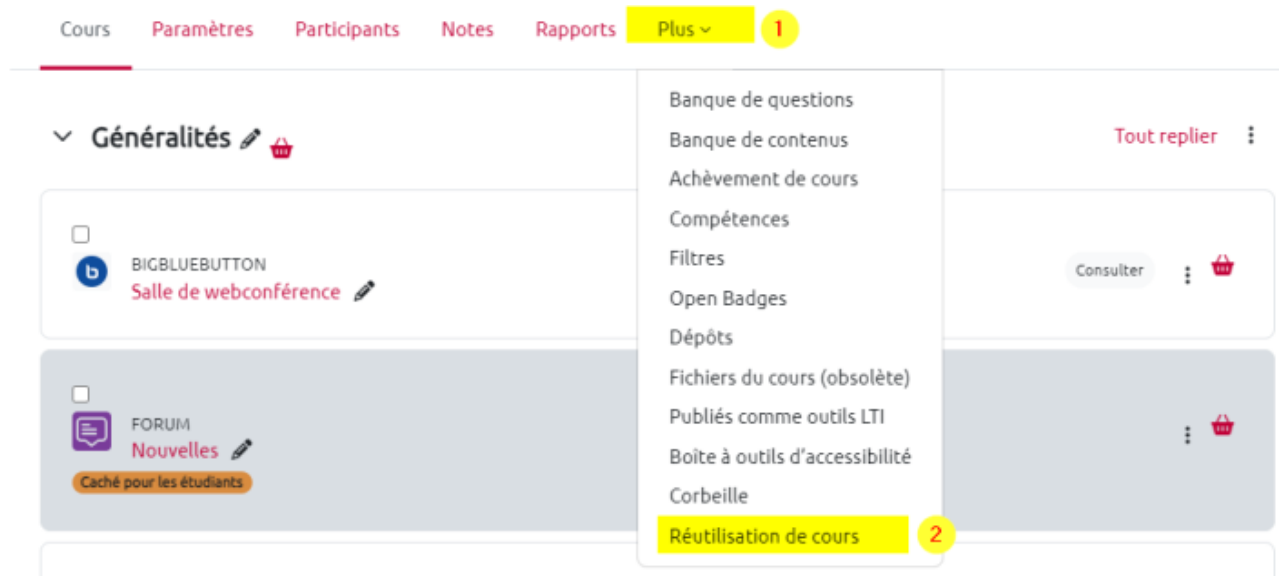 Cours Paramètres Participants Notes Rapports Plus 1
Banque de questions
Généralités Banque de contenus Tout replier
Achèvement de cours
Compétences
BIGBLUEBUTTON Filtres Consulter
Salle de webconférence Open Badges
Dépôts
Fichiers du cours (obsolète)
FORUM Publiés comme outils LTI
Nouvelles Boîte à outils d'accessibilité
Caché pour les étudiants Corbeille
Réutilisation de cours 2